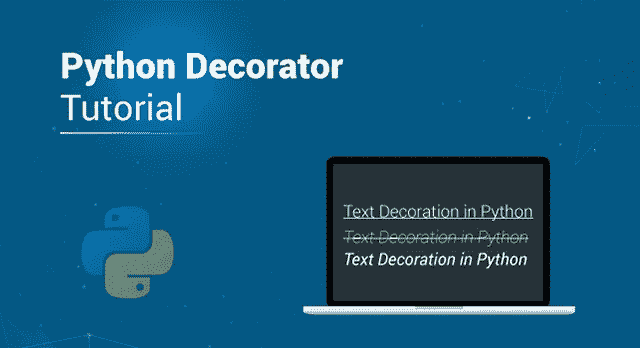 Python Decorator
Tutorial
Text Decoration in Python
Text Decoration in Python
Text Decoration in Python